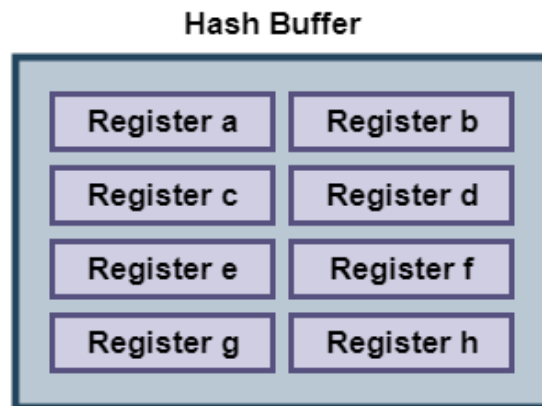 Hash Buffer
Register a Register b
Register c Register d
Register e Register f
Register g Register h